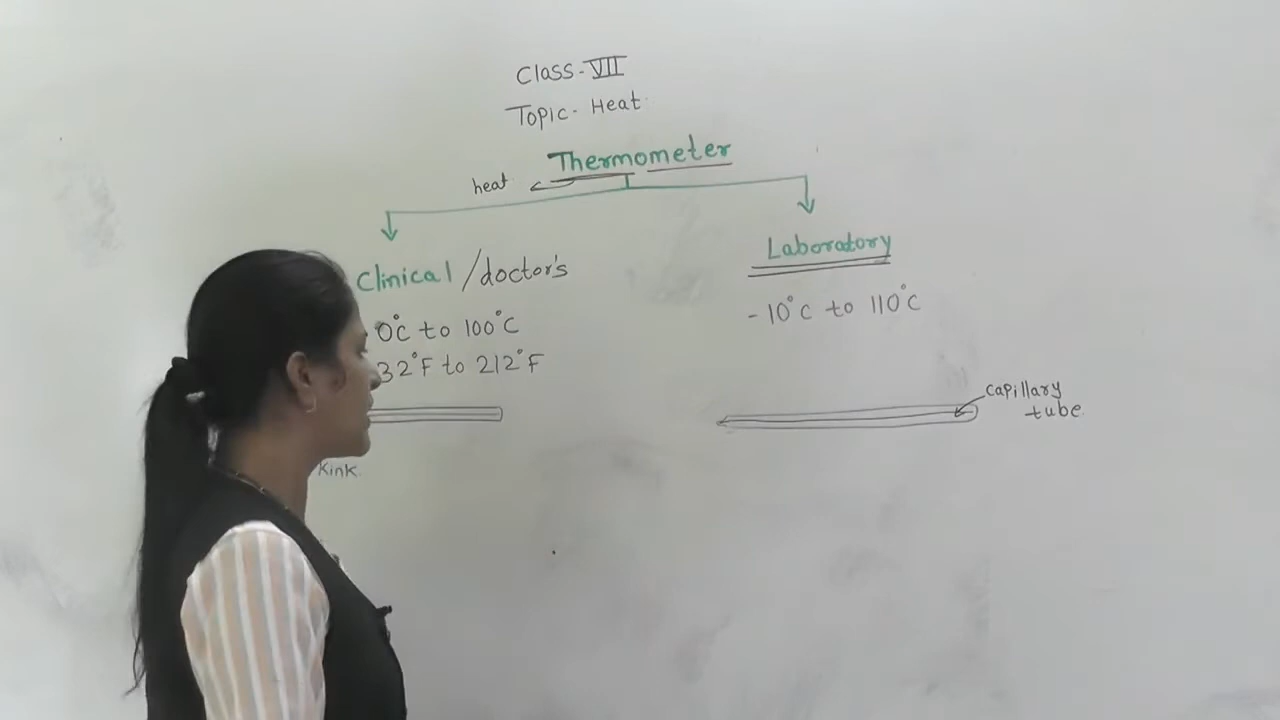 Class - VII
Topic - Heat
Thermometer
heat
Clinical / doctor's
0°C to 100°C
32°F to 212°F
Kink
Laboratory
-10°C to 110°C
capillary
tube